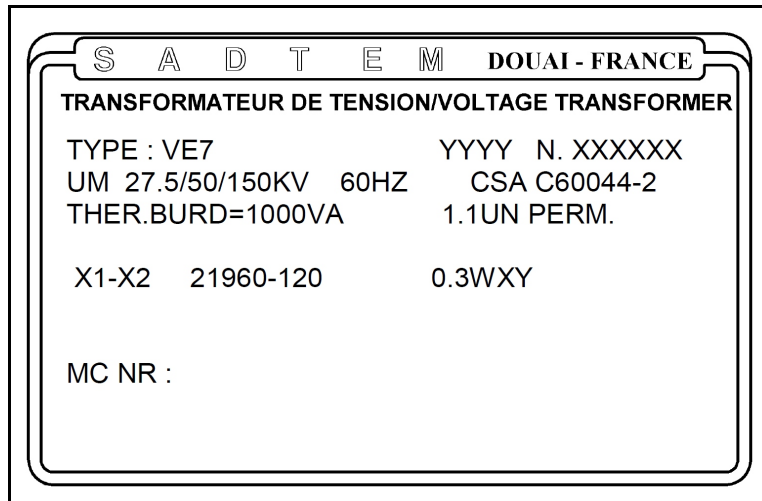 S A D T E M DOUAI - FRANCE
TRANSFORMATEUR DE TENSION/VOLTAGE TRANSFORMER
TYPE : VE7 YYYY N. XXXXXX
UM 27.5/50/150KV 60HZ CSA C60044-2
THER.BURD=1000VA 1.1UN PERM.
X1-X2 21960-120 0.3WXY
MC NR :